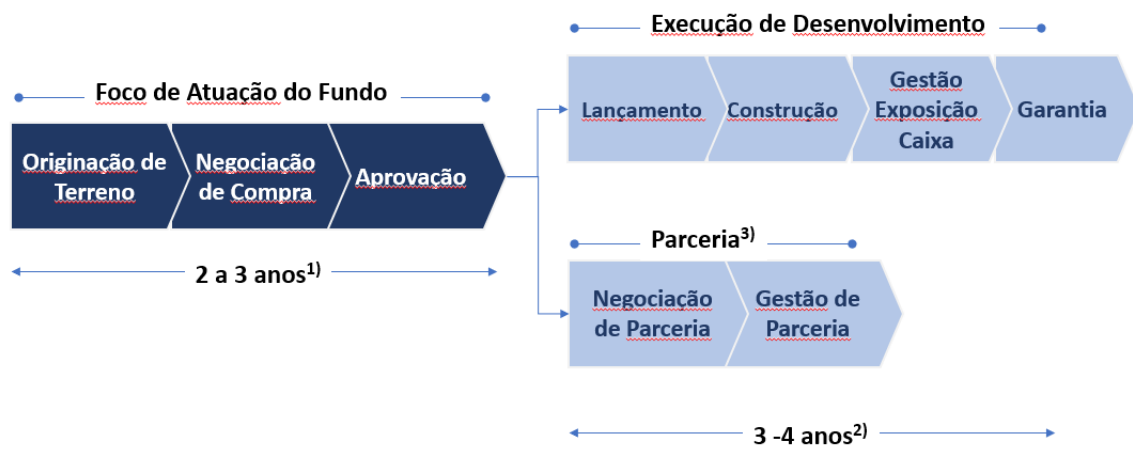 Foco de Atuação do Fundo
Originação de
Terreno
Negociação
de Compra
Aprovação
2 a 3 anos¹⁾
Execução de Desenvolvimento
Lançamento
Construção
Gestão
Exposição
Caixa
Garantia
Parceria³⁾
Negociação
de Parceria
Gestão de
Parceria
3 -4 anos²⁾